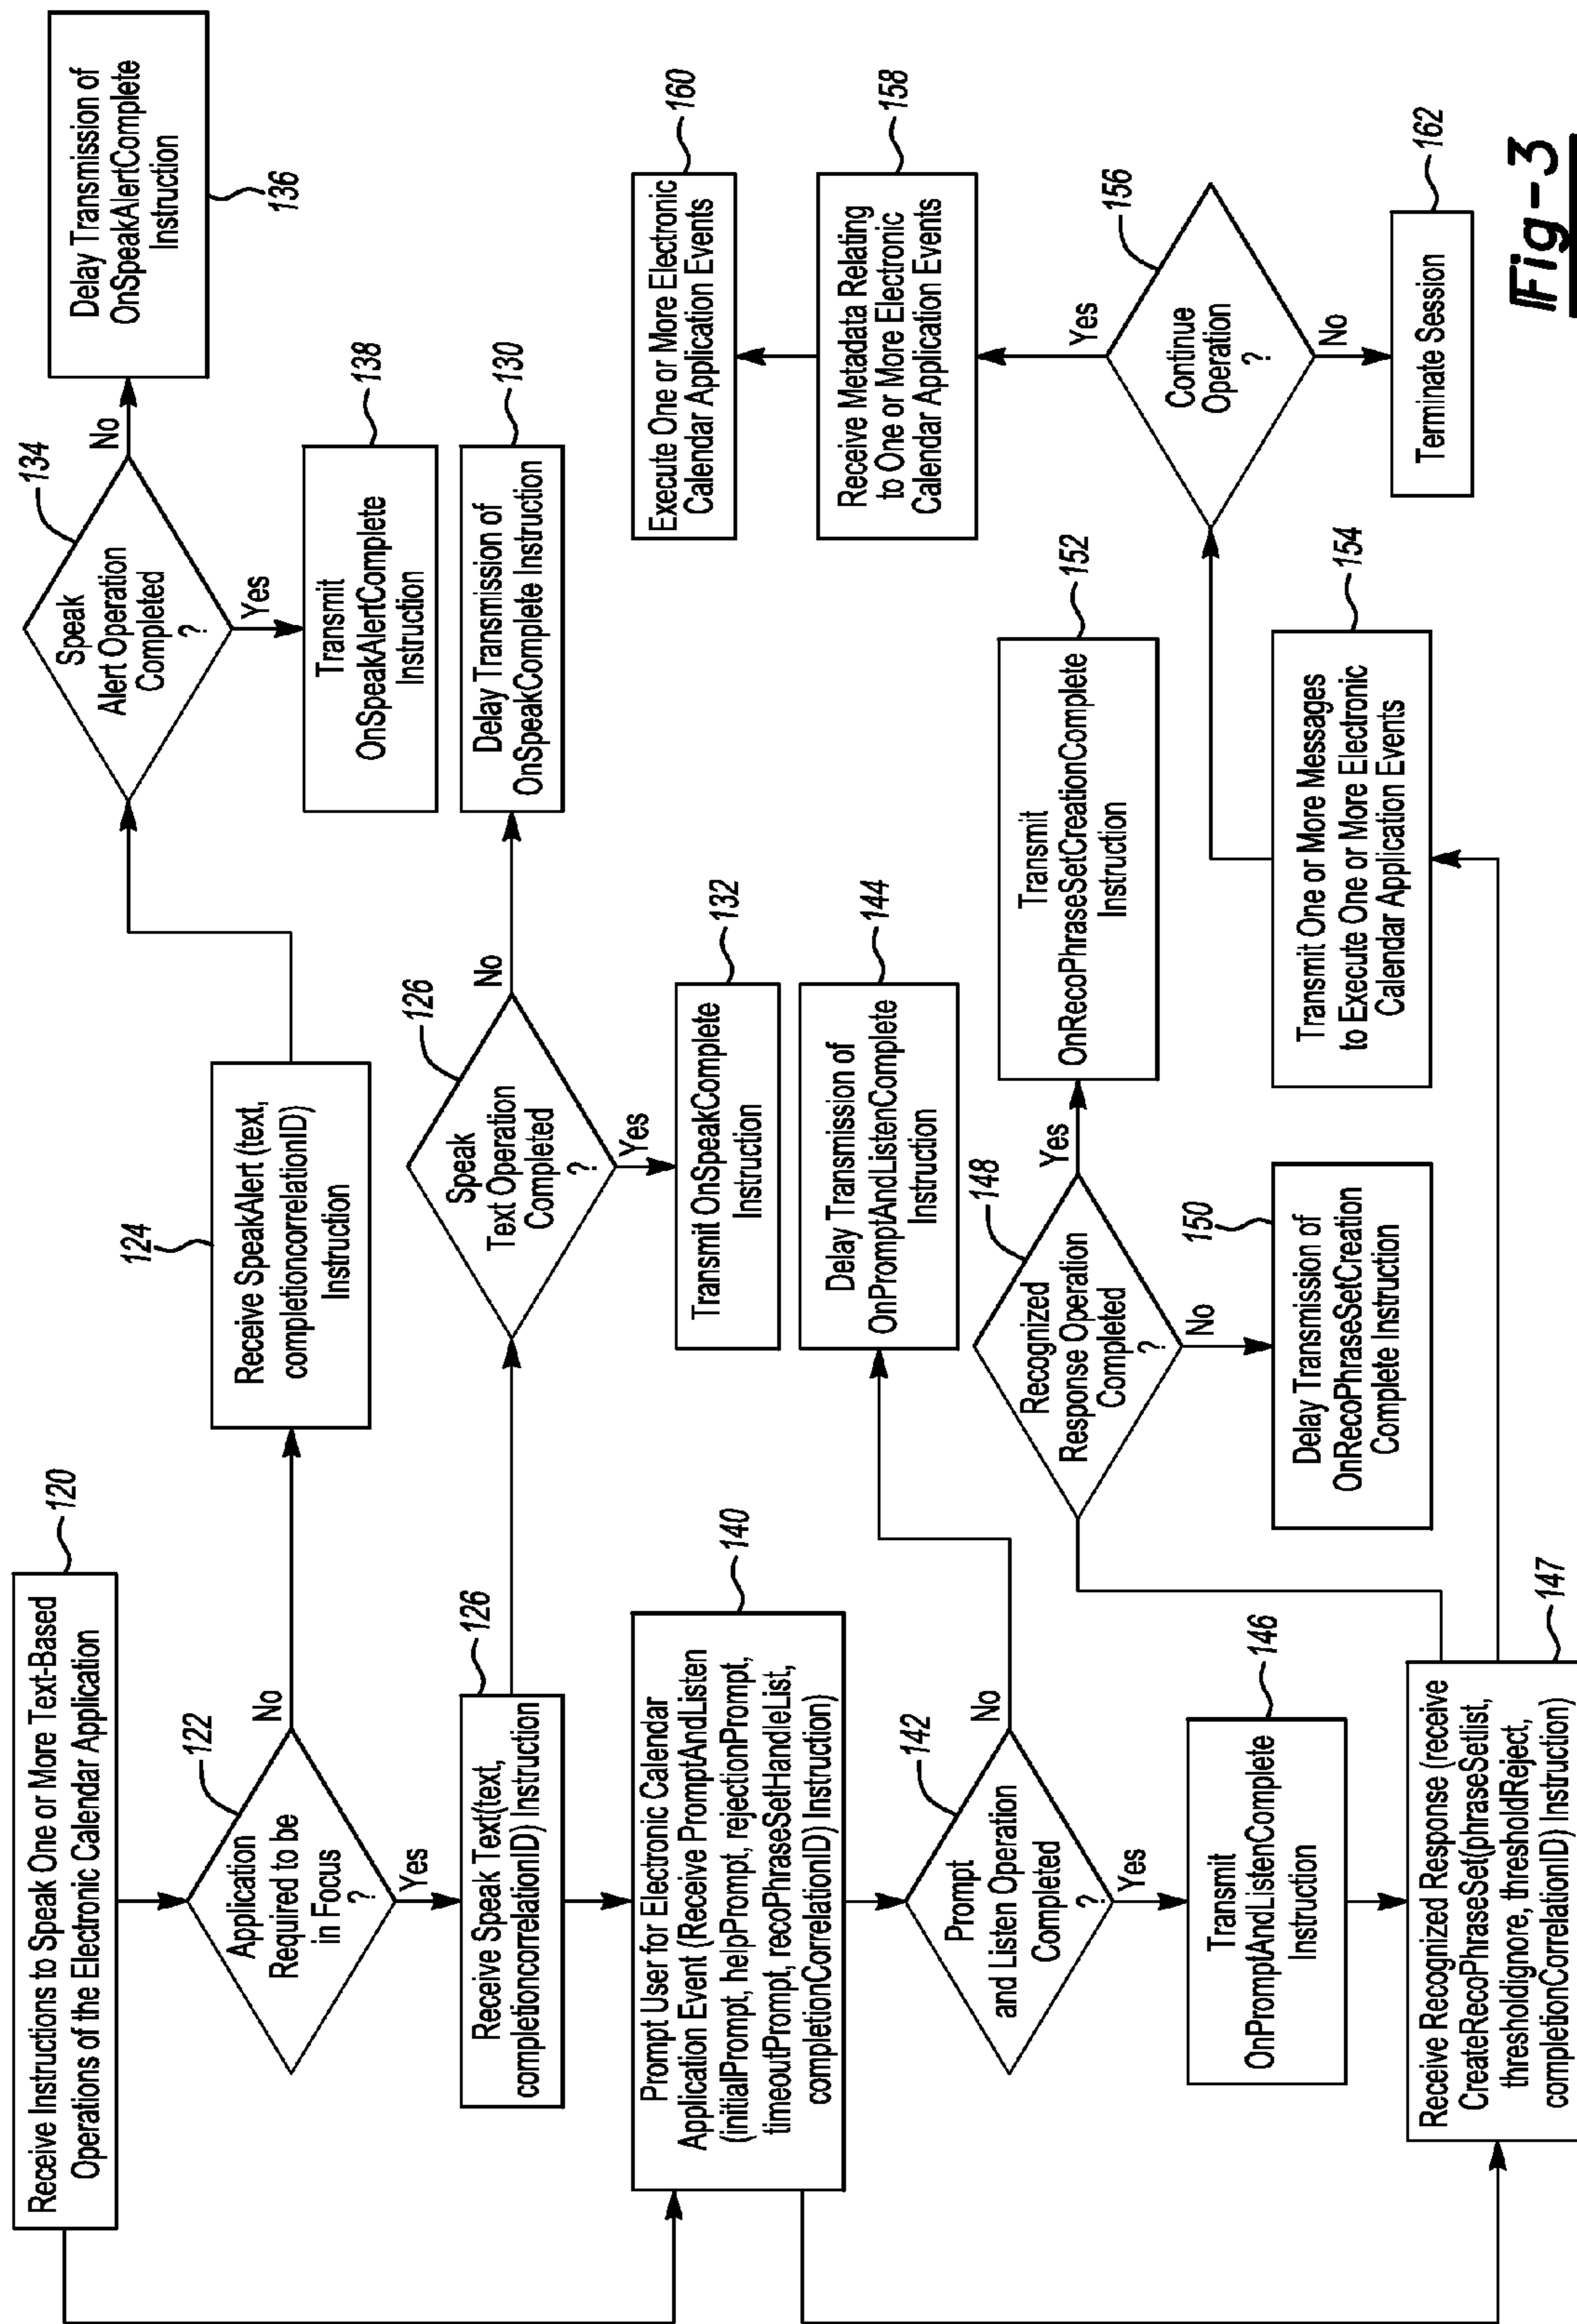 Receive Instructions to Speak One or More Text-Based
Operations of the Electronic Calendar Application
120
Application
Required to be
in Focus
?
122
No
Yes
Receive SpeakAlert (text,
completioncorrelationID)
Instruction
124
Speak
Alert Operation
Completed
?
134
No
Yes
Delay Transmission of
OnSpeakAlertComplete
Instruction
136
Transmit
OnSpeakAlertComplete
Instruction
138
Receive Speak Text(text,
completioncorrelationID) Instruction
126
Speak
Text Operation
Completed
?
126
No
Yes
Delay Transmission of
OnSpeakComplete Instruction
130
Transmit OnSpeakComplete
Instruction
132
Prompt User for Electronic Calendar
Application Event (Receive PromptAndListen
(initialPrompt, helpPrompt, rejectionPrompt,
timeoutPrompt, recoPhraseSetHandleList,
completionCorrelationID) Instruction)
140
Prompt
and Listen Operation
Completed
?
142
No
Yes
Delay Transmission of
OnPromptAndListenComplete
Instruction
144
Transmit
OnPromptAndListenComplete
Instruction
146
Receive Recognized Response (receive
CreateRecoPhraseSet(phraseSetlist,
thresholdignore, thresholdReject,
completionCorrelationID) Instruction)
147
Recognized
Response Operation
Completed
?
148
Yes
No
Delay Transmission of
OnRecoPhraseSetCreation
Complete Instruction
150
Transmit
OnRecoPhraseSetCreationComplete
Instruction
152
Transmit One or More Messages
to Execute One or More Electronic
Calendar Application Events
154
Continue
Operation
?
156
Yes
No
Receive Metadata Relating
to One or More Electronic
Calendar Application Events
158
Execute One or More Electronic
Calendar Application Events
160
Terminate Session
162
Fig-3